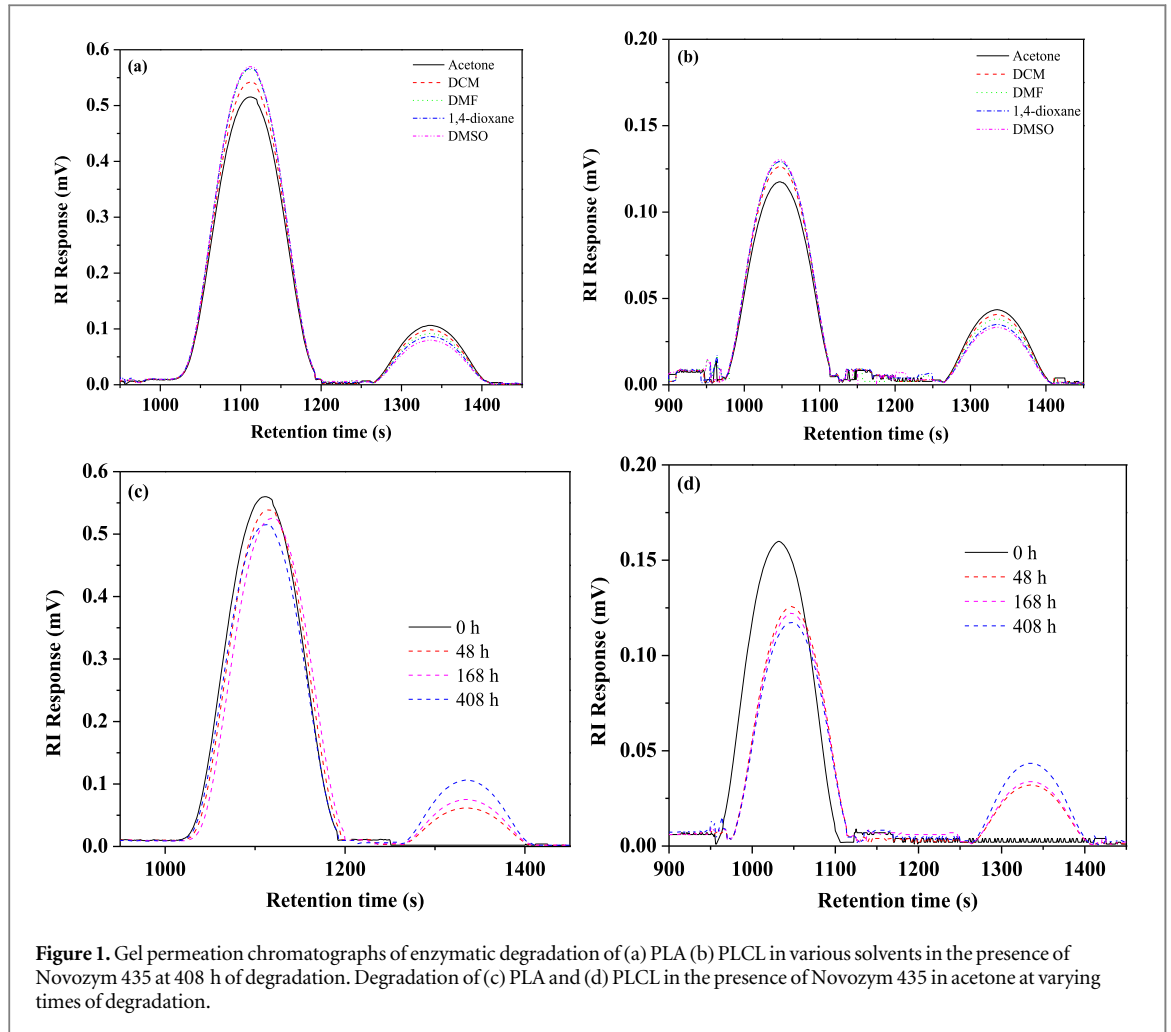 (a)
Acetone
DCM
DMF
1,4-dioxane
DMSO
0.6
0.5
0.4
0.3
0.2
0.1
0.0
RI Response (mV)
1000 1100 1200 1300 1400
Retention time (s)
(b)
Acetone
DCM
DMF
1,4-dioxane
DMSO
0.20
0.15
0.10
0.05
0.00
RI Response (mV)
900 1000 1100 1200 1300 1400
Retention time (s)
(c)
0 h
48 h
168 h
408 h
0.6
0.5
0.4
0.3
0.2
0.1
0.0
RI Response (mV)
1000 1200 1400
Retention time (s)
(d)
0 h
48 h
168 h
408 h
0.20
0.15
0.10
0.05
0.00
RI Response (mV)
900 1000 1100 1200 1300 1400
Retention time (s)
Figure 1. Gel permeation chromatographs of enzymatic degradation of (a) PLA (b) PLCL in various solvents in the presence of
Novozym 435 at 408 h of degradation. Degradation of (c) PLA and (d) PLCL in the presence of Novozym 435 in acetone at varying
times of degradation.